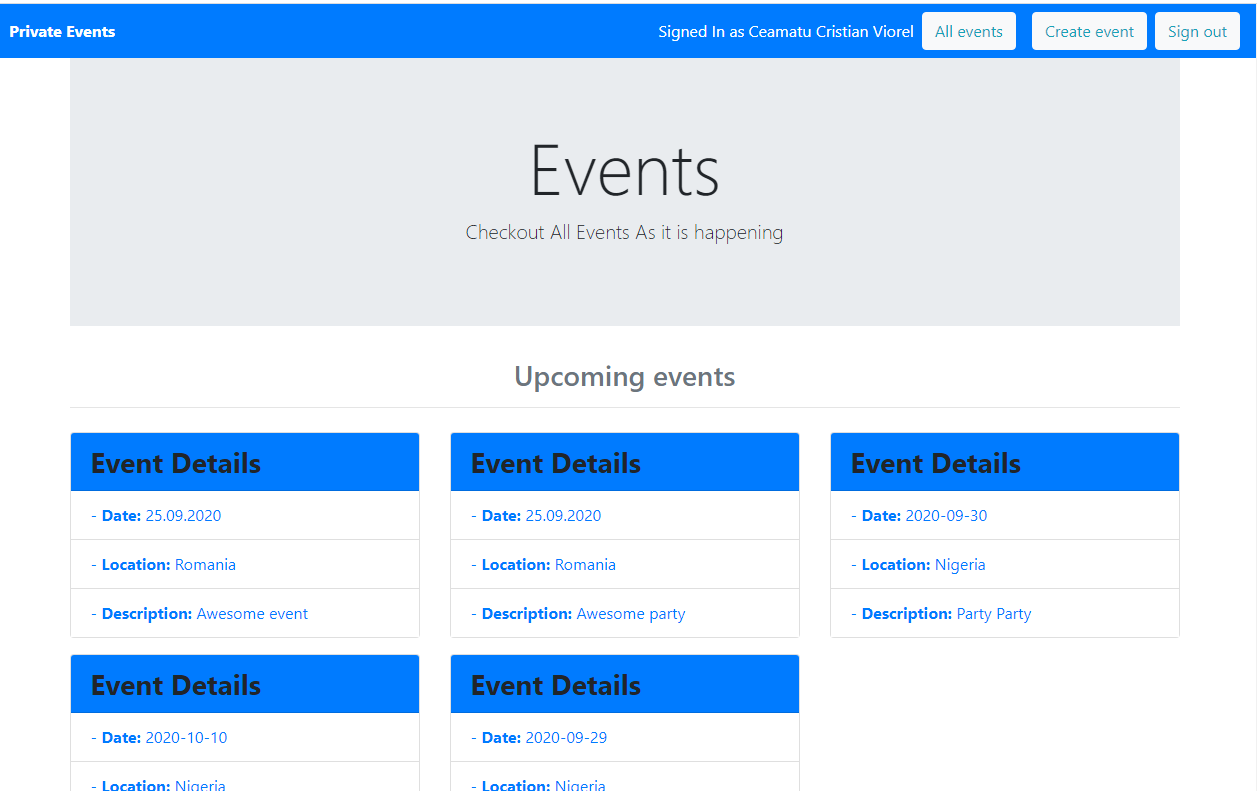 Private Events
Signed In as Ceamatu Cristian Viorel
All events
Create event
Sign out
Events
Checkout All Events As it is happening
Upcoming events
Event Details
- Date: 25.09.2020
- Location: Romania
- Description: Awesome event
Event Details
- Date: 25.09.2020
- Location: Romania
- Description: Awesome party
Event Details
- Date: 2020-09-30
- Location: Nigeria
- Description: Party Party
Event Details
- Date: 2020-10-10
- Location: Nigeria
Event Details
- Date: 2020-09-29
- Location: Nigeria